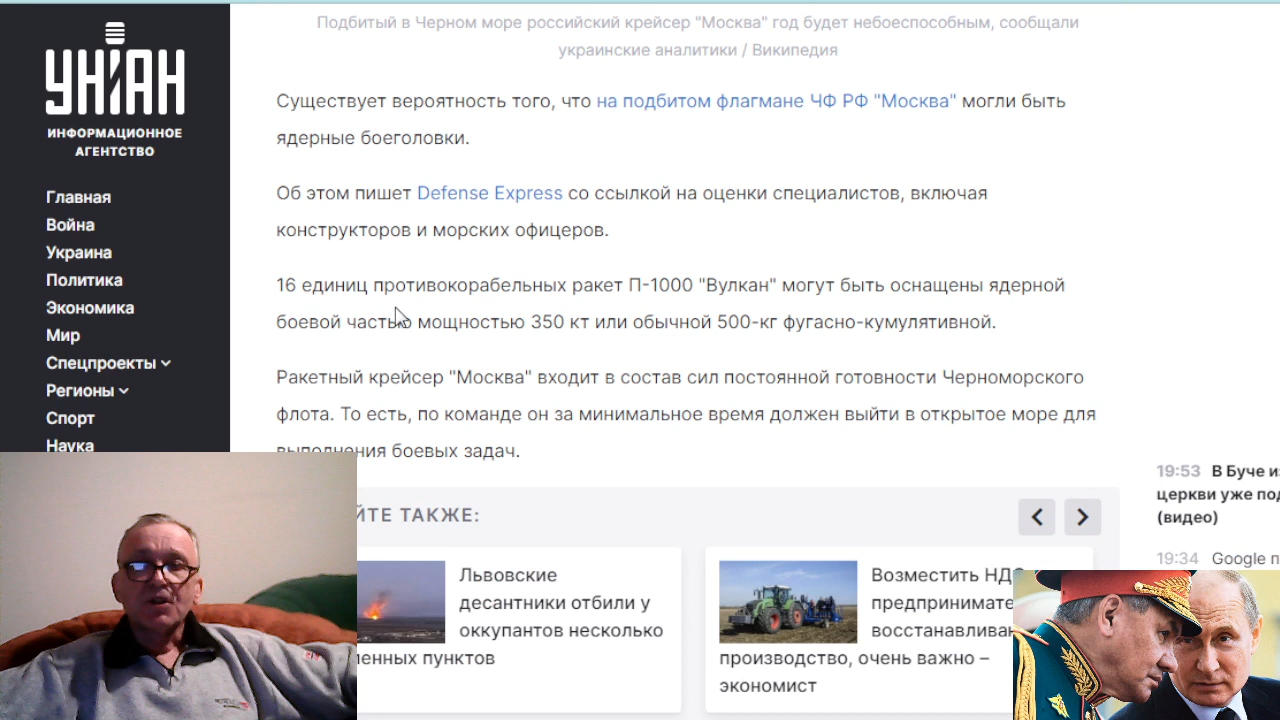 УНІАН
ИНФОРМАЦИОННОЕ
АГЕНТСТВО
Главная
Война
Украина
Политика
Экономика
Мир
Спецпроекты
Регионы
Спорт
Наука
Подбитый в Черном море российский крейсер "Москва" год будет небоеспособным, сообщали
украинские аналитики / Википедия
Существует вероятность того, что на подбитом флагмане ЧФ РФ "Москва" могли быть
ядерные боеголовки.
Об этом пишет Defense Express со ссылкой на оценки специалистов, включая
конструкторов и морских офицеров.
16 единиц противокорабельных ракет П-1000 "Вулкан" могут быть оснащены ядерной
боевой частью мощностью 350 кт или обычной 500-кг фугасно-кумулятивной.
Ракетный крейсер "Москва" входит в состав сил постоянной готовности Черноморского
флота. То есть, по команде он за минимальное время должен выйти в открытое море для
выполнения боевых задач.
ЙТЕ ТАКЖЕ:
Львовские
десантники отбили у
оккупантов несколько
ленных пунктов
Возместить НДС
предпринимате
восстанавливаю
производство, очень важно –
экономист
19:53 В Буче из
церкви уже под
(видео)
19:34 Google п